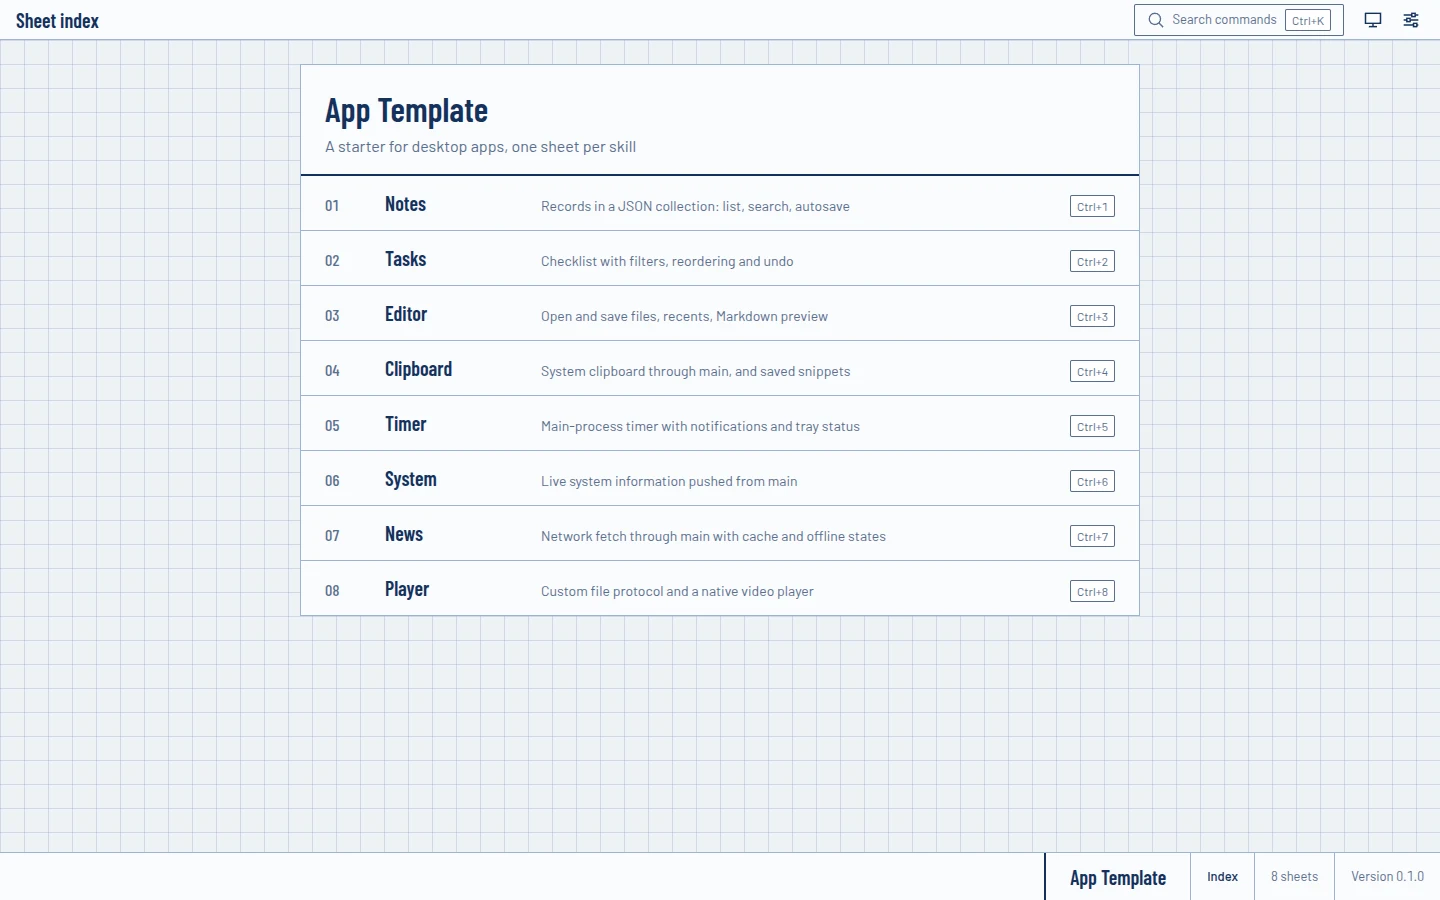 Sheet index
Search commands Ctrl+K
App Template
A starter for desktop apps, one sheet per skill
01 Notes Records in a JSON collection: list, search, autosave Ctrl+1
02 Tasks Checklist with filters, reordering and undo Ctrl+2
03 Editor Open and save files, recents, Markdown preview Ctrl+3
04 Clipboard System clipboard through main, and saved snippets Ctrl+4
05 Timer Main-process timer with notifications and tray status Ctrl+5
06 System Live system information pushed from main Ctrl+6
07 News Network fetch through main with cache and offline states Ctrl+7
08 Player Custom file protocol and a native video player Ctrl+8
App Template Index 8 sheets Version 0.1.0